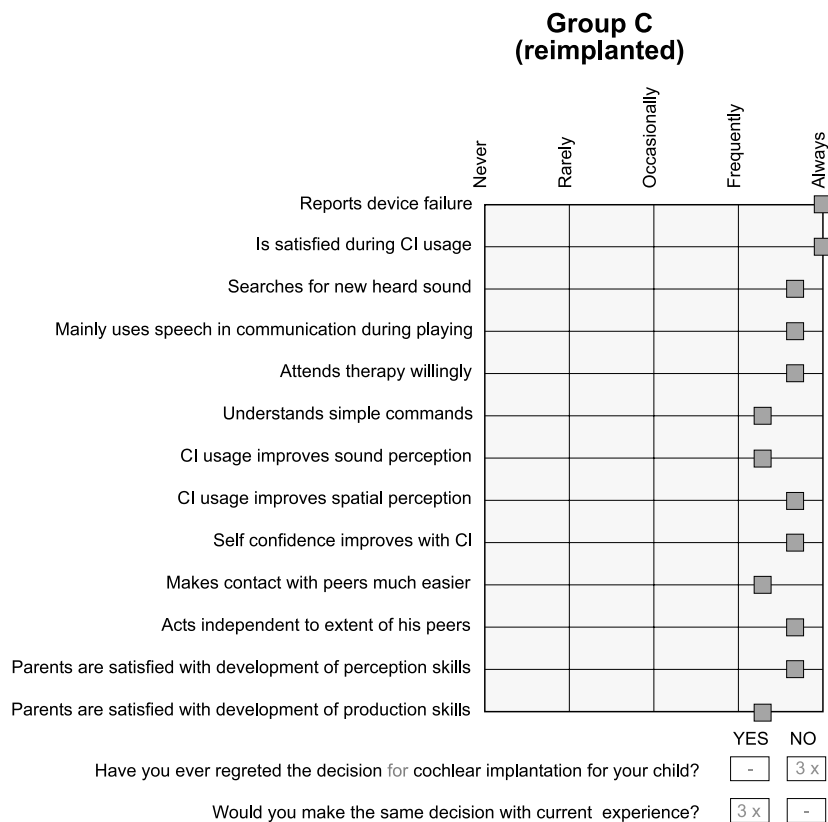 Group C
(reimplanted)
Never
Rarely
Occasionally
Frequently
Always
Reports device failure
Is satisfied during CI usage
Searches for new heard sound
Mainly uses speech in communication during playing
Attends therapy willingly
Understands simple commands
CI usage improves sound perception
CI usage improves spatial perception
Self confidence improves with CI
Makes contact with peers much easier
Acts independent to extent of his peers
Parents are satisfied with development of perception skills
Parents are satisfied with development of production skills
YES NO
Have you ever regretted the decision for cochlear implantation for your child? - 3 x
Would you make the same decision with current experience? 3 x -